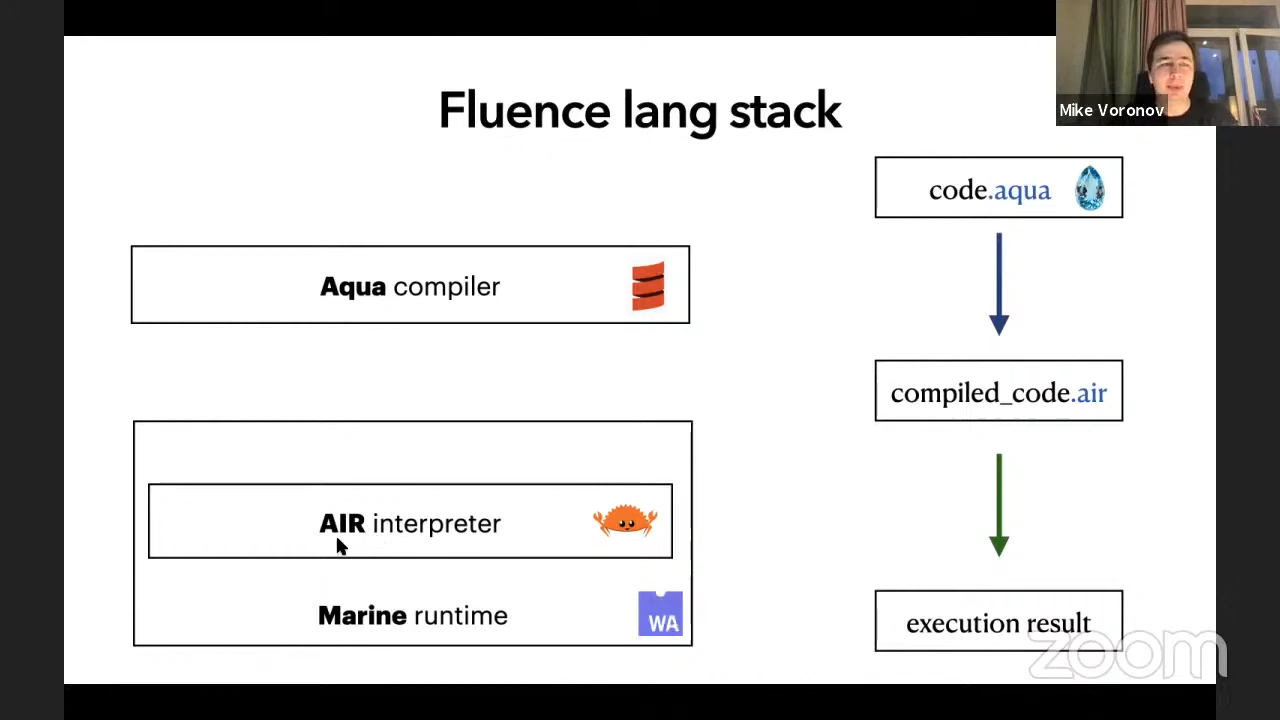 Fluence lang stack
Mike Voronov
code.aqua
Aqua compiler
compiled_code.air
AIR interpreter
Marine runtime
WA
execution result
zoom